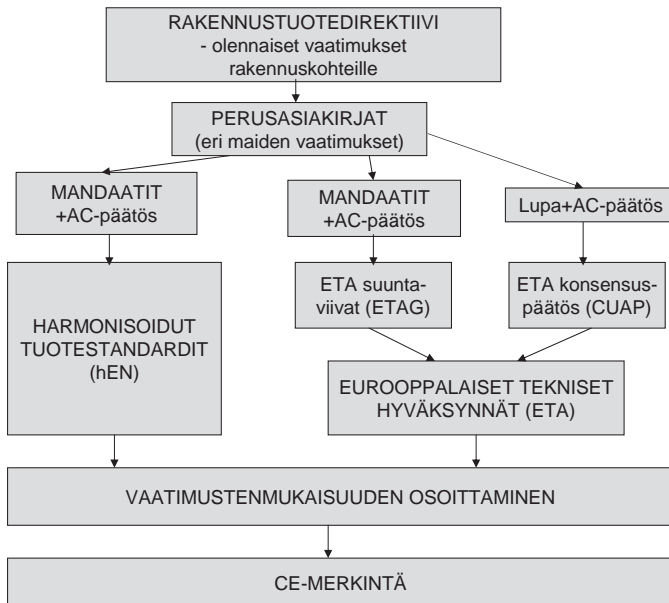 RAKENNUSTUOTEDIREKTIIVI
- olennaiset vaatimukset
rakennuskohteille
PERUSASIAKIRJAT
(eri maiden vaatimukset)
MANDAATIT
+AC-päätös
MANDAATIT
+AC-päätös
Lupa+AC-päätös
HARMONISOIDUT
TUOTESTANDARDIT
(hEN)
ETA suunta-
viivat (ETAG)
ETA konsensus-
päätös (CUAP)
EUROOPPALAISET TEKNISET
HYVÄKSYNNÄT (ETA)
VAATIMUSTENMUKAISUUDEN OSOITTAMINEN
CE-MERKINTÄ